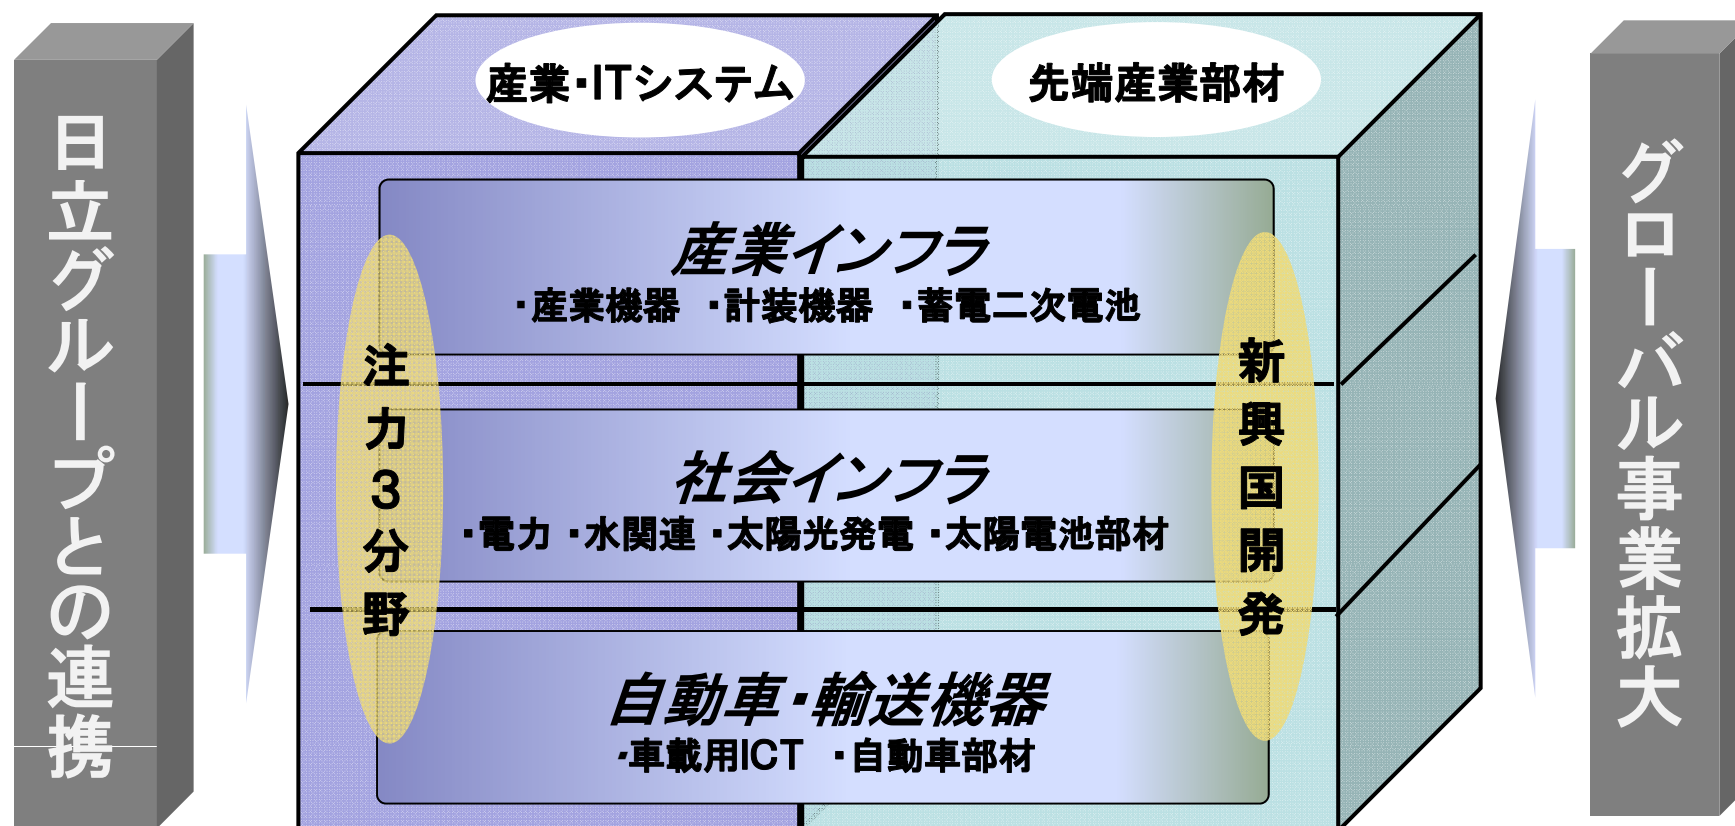 日立グループとの連携
産業・ITシステム
先端産業部材
注力3分野
産業インフラ
・産業機器 ・計装機器 ・蓄電二次電池
社会インフラ
・電力 ・水関連 ・太陽光発電 ・太陽電池部材
自動車・輸送機器
・車載用ICT ・自動車部材
新興国開発
グローバル事業拡大